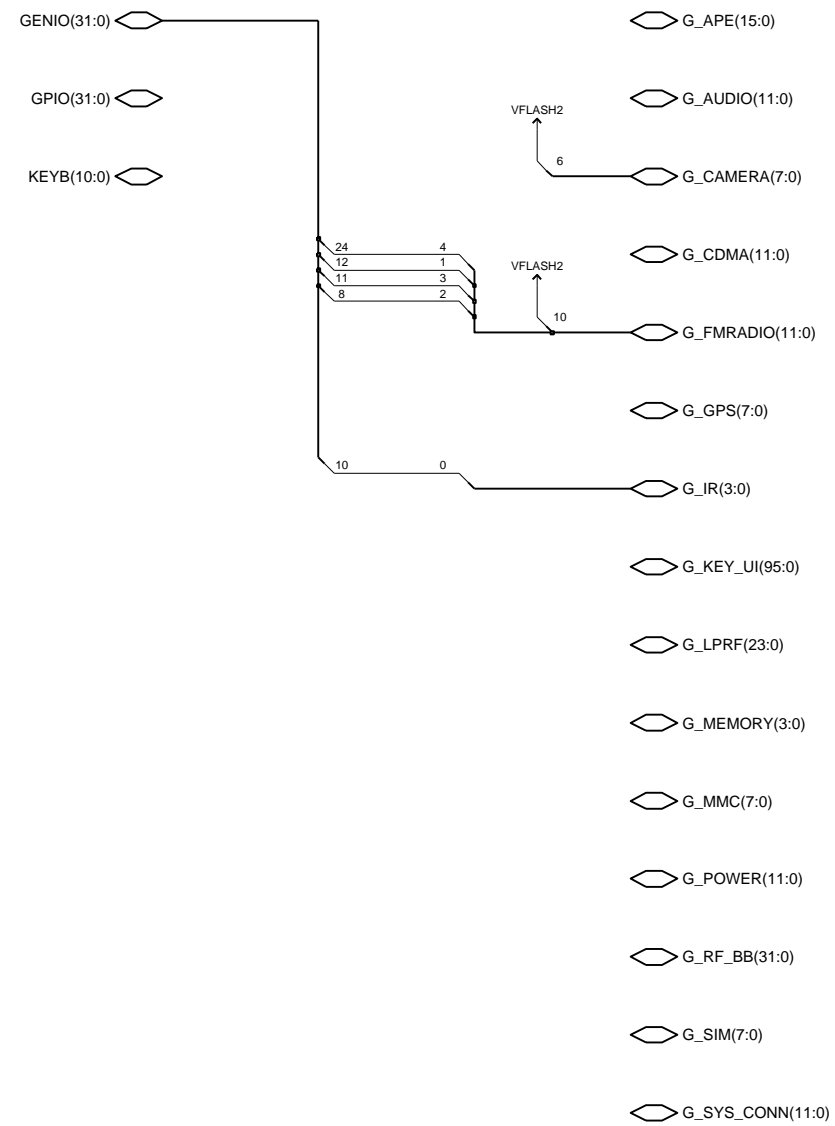 GENIO(31:0)
G_APE(15:0)
GPIO(31:0)
G_AUDIO(11:0)
VFLASH2
6
KEYB(10:0)
G_CAMERA(7:0)
24 4
G_CDMA(11:0)
12 1
VFLASH2
11 3
8 2
10
G_FMRADIO(11:0)
G_GPS(7:0)
10 0
G_IR(3:0)
G_KEY_UI(95:0)
G_LPRF(23:0)
G_MEMORY(3:0)
G_MMC(7:0)
G_POWER(11:0)
G_RF_BB(31:0)
G_SIM(7:0)
G_SYS_CONN(11:0)